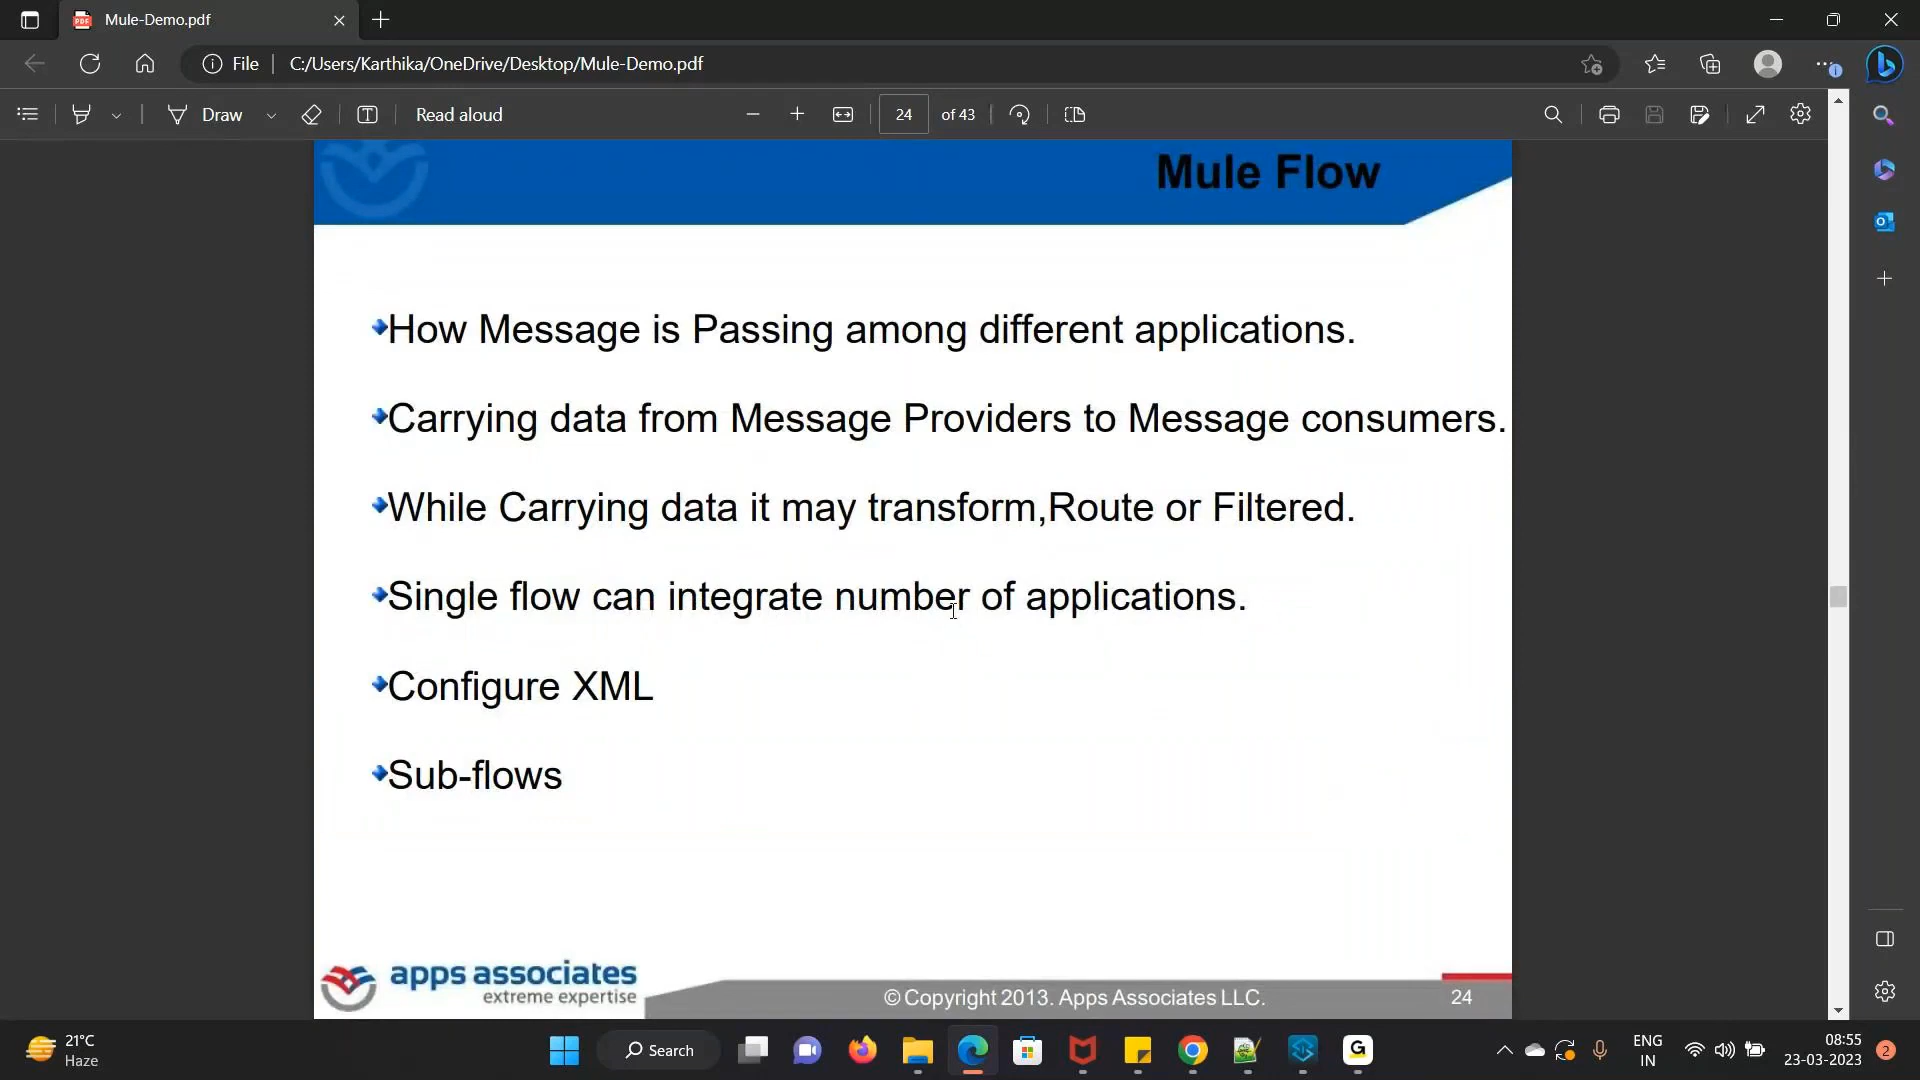 Mule-Demo.pdf
File
C:/Users/Karthika/OneDrive/Desktop/Mule-Demo.pdf
Draw
Read aloud
24 of 43
Mule Flow
How Message is Passing among different applications.
Carrying data from Message Providers to Message consumers.
While Carrying data it may transform,Route or Filtered.
Single flow can integrate number of applications.
Configure XML
Sub-flows
apps associates
extreme expertise
© Copyright 2013. Apps Associates LLC.
24
21°C
Haze
Search
ENG
IN
08:55
23-03-2023
2